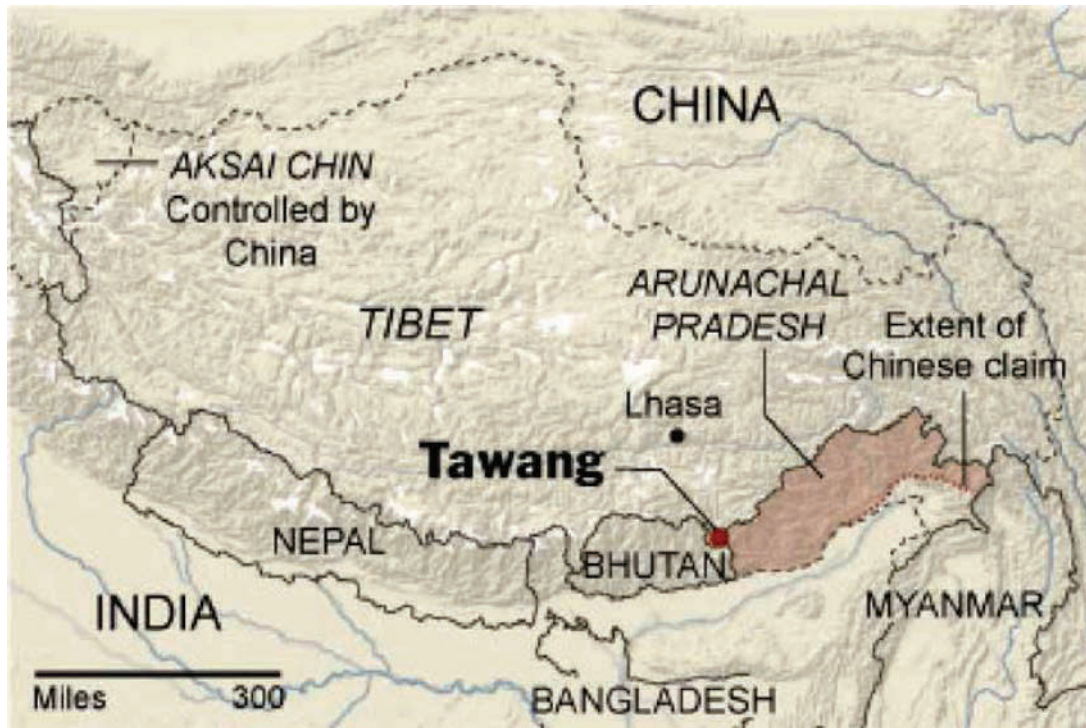 CHINA
AKSAI CHIN
Controlled by
China
ARUNACHAL
PRADESH
Extent of
Chinese claim
TIBET
Lhasa
Tawang
NEPAL
BHUTAN
INDIA
MYANMAR
Miles 300
BANGLADESH